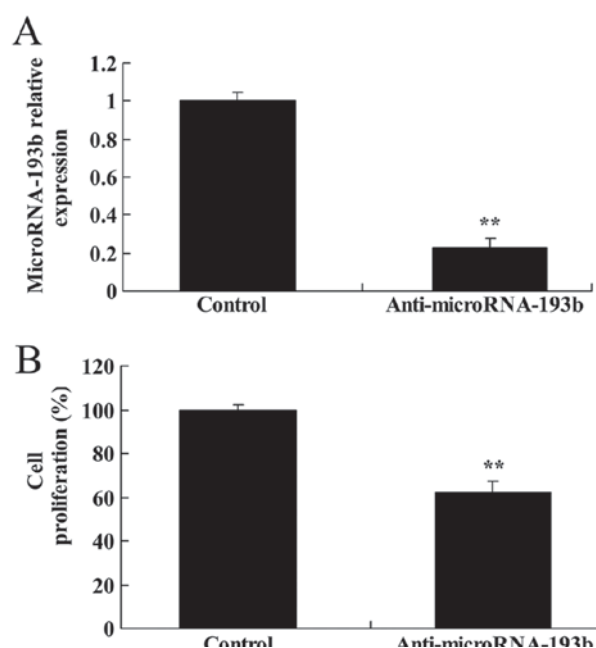 A
MicroRNA-193b relative
expression
1.2
1
0.8
0.6
0.4
0.2
0
**
Control
Anti-microRNA-193b
B
Cell
proliferation (%)
120
100
80
60
40
20
0
**
Control
Anti-microRNA-193b